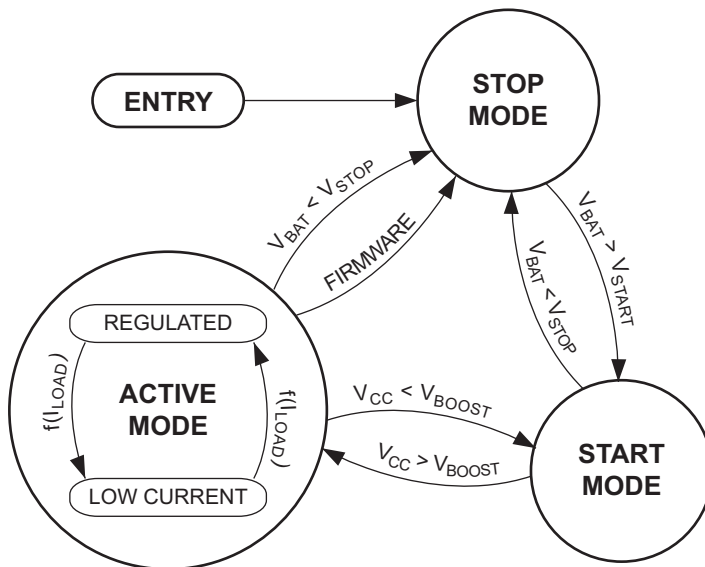 STOP
MODE
ENTRY
V_BAT < V_STOP
FIRMWARE
V_BAT < V_STOP
V_BAT > V_START
REGULATED
f(I_LOAD)
ACTIVE
MODE
f(I_LOAD)
LOW CURRENT
V_CC < V_BOOST
V_CC > V_BOOST
START
MODE